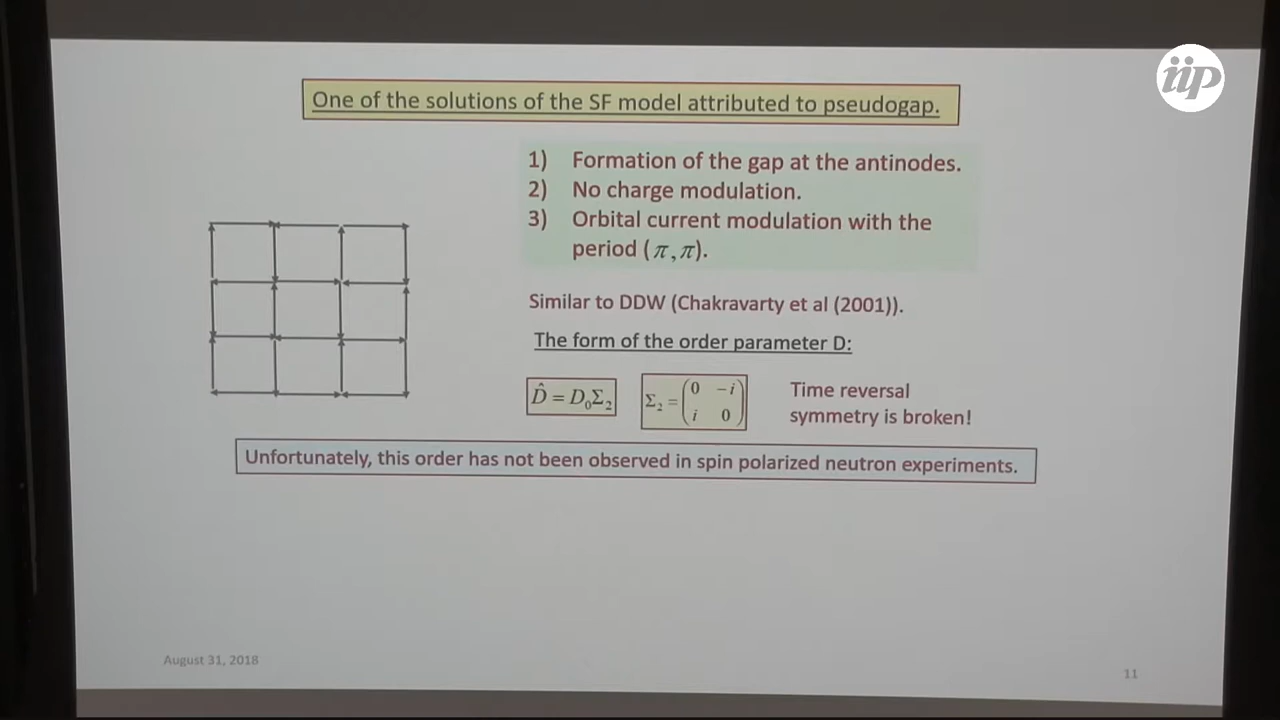 iip
One of the solutions of the SF model attributed to pseudogap.
1) Formation of the gap at the antinodes.
2) No charge modulation.
3) Orbital current modulation with the
period (π,π).
Similar to DDW (Chakravarty et al (2001)).
The form of the order parameter D:
D̂ = D₀Σ₂
Σ₂ = (0 -i
i 0)
Time reversal
symmetry is broken!
Unfortunately, this order has not been observed in spin polarized neutron experiments.
August 31, 2018
11